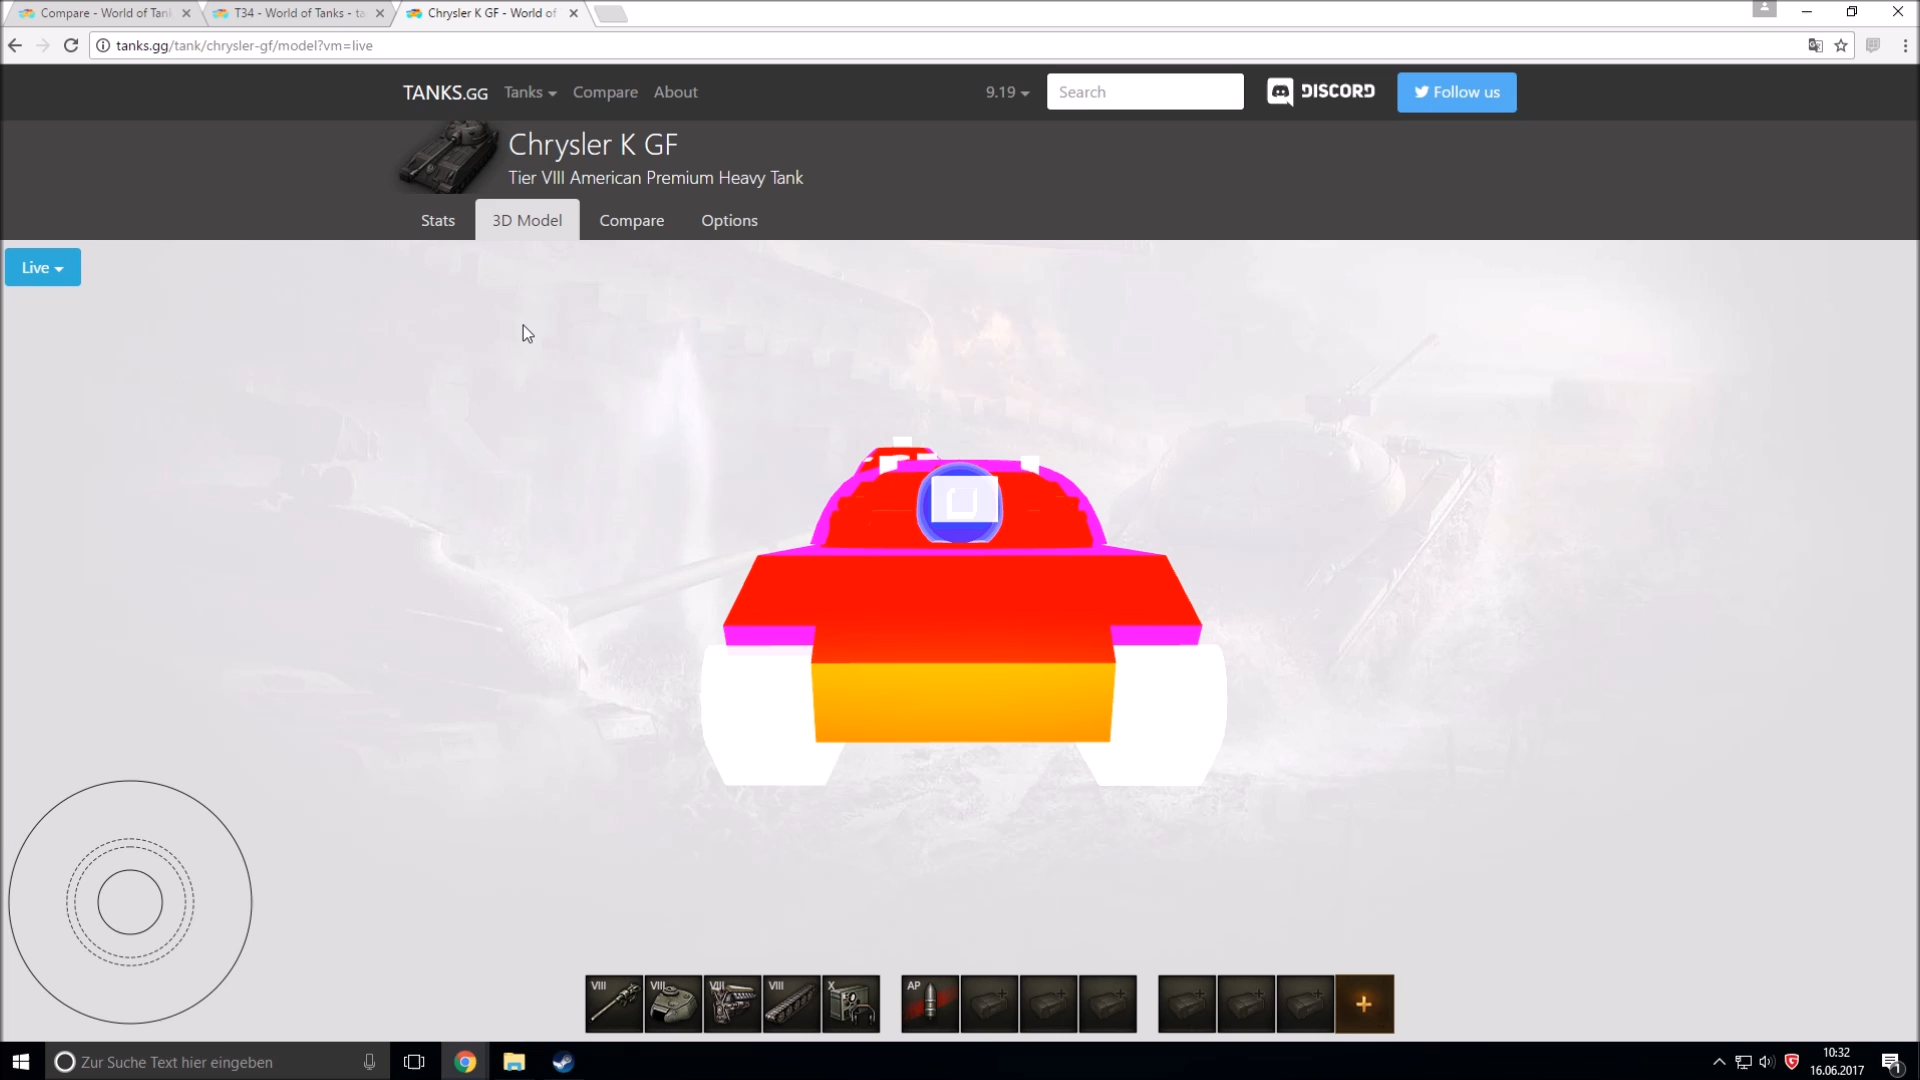 Compare - World of Tank
T34 - World of Tanks - ta
Chrysler K GF - World of
tanks.gg/tank/chrysler-gf/model?vm=live
TANKS.GG
Tanks
Compare
About
9.19
Search
DISCORD
Follow us
Chrysler K GF
Tier VIII American Premium Heavy Tank
Stats
3D Model
Compare
Options
Live
VIII
VIII
VIII
VIII
X
AP
Zur Suche Text hier eingeben
10:32
16.06.2017
1